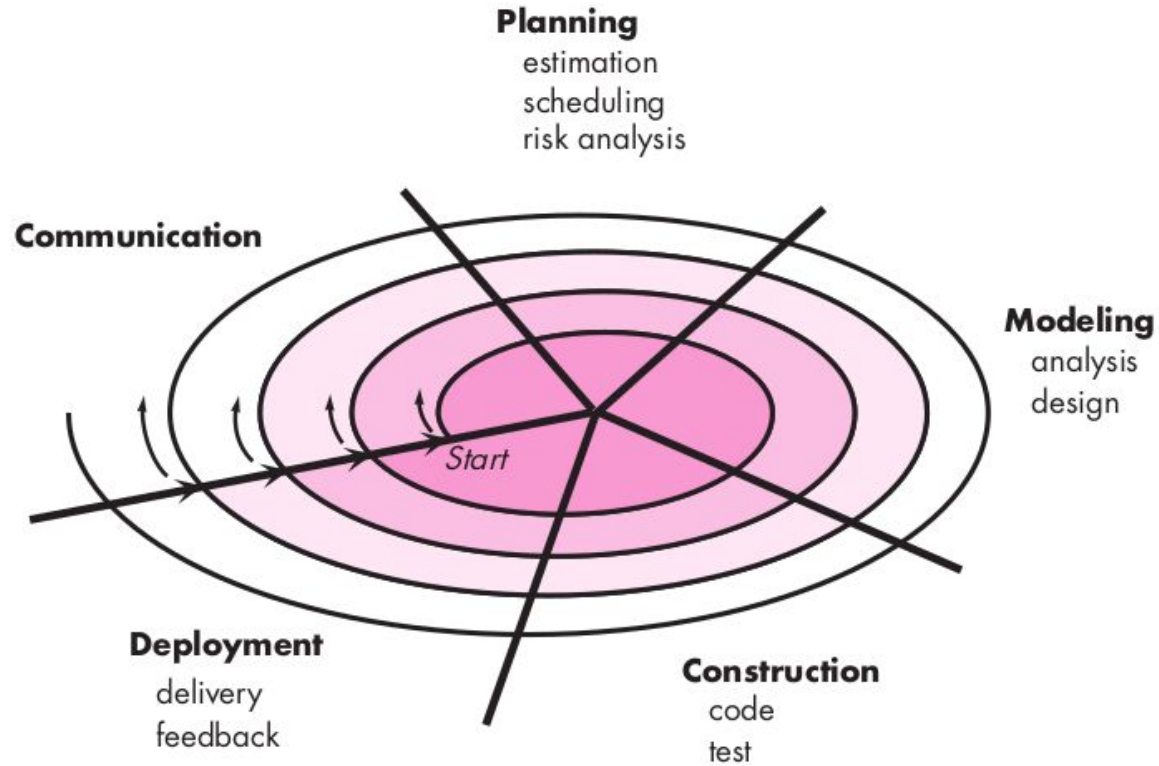 Planning
estimation
scheduling
risk analysis
Communication
Modeling
analysis
design
Start
Deployment
delivery
feedback
Construction
code
test